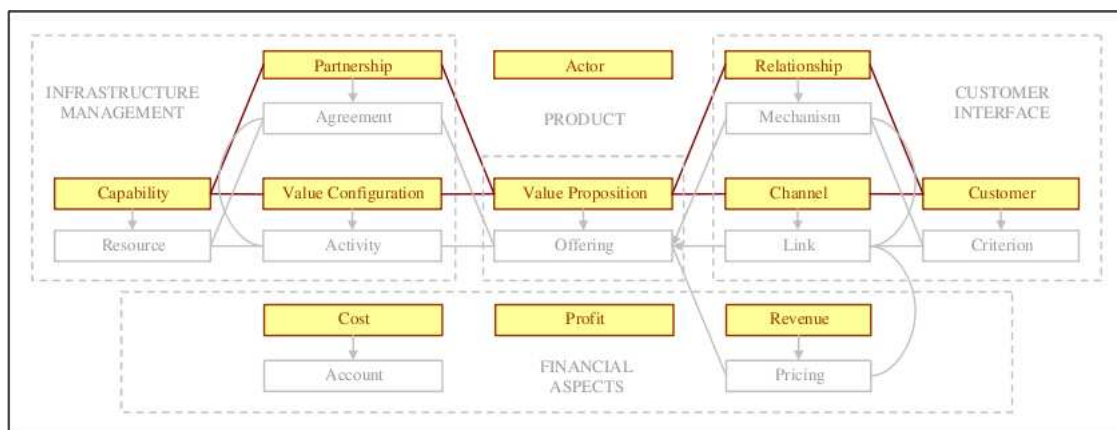 Partnership
Actor
Relationship
INFRASTRUCTURE
MANAGEMENT
CUSTOMER
INTERFACE
Agreement
PRODUCT
Mechanism
Capability
Value Configuration
Value Proposition
Channel
Customer
Resource
Activity
Offering
Link
Criterion
Cost
Profit
Revenue
Account
FINANCIAL
ASPECTS
Pricing